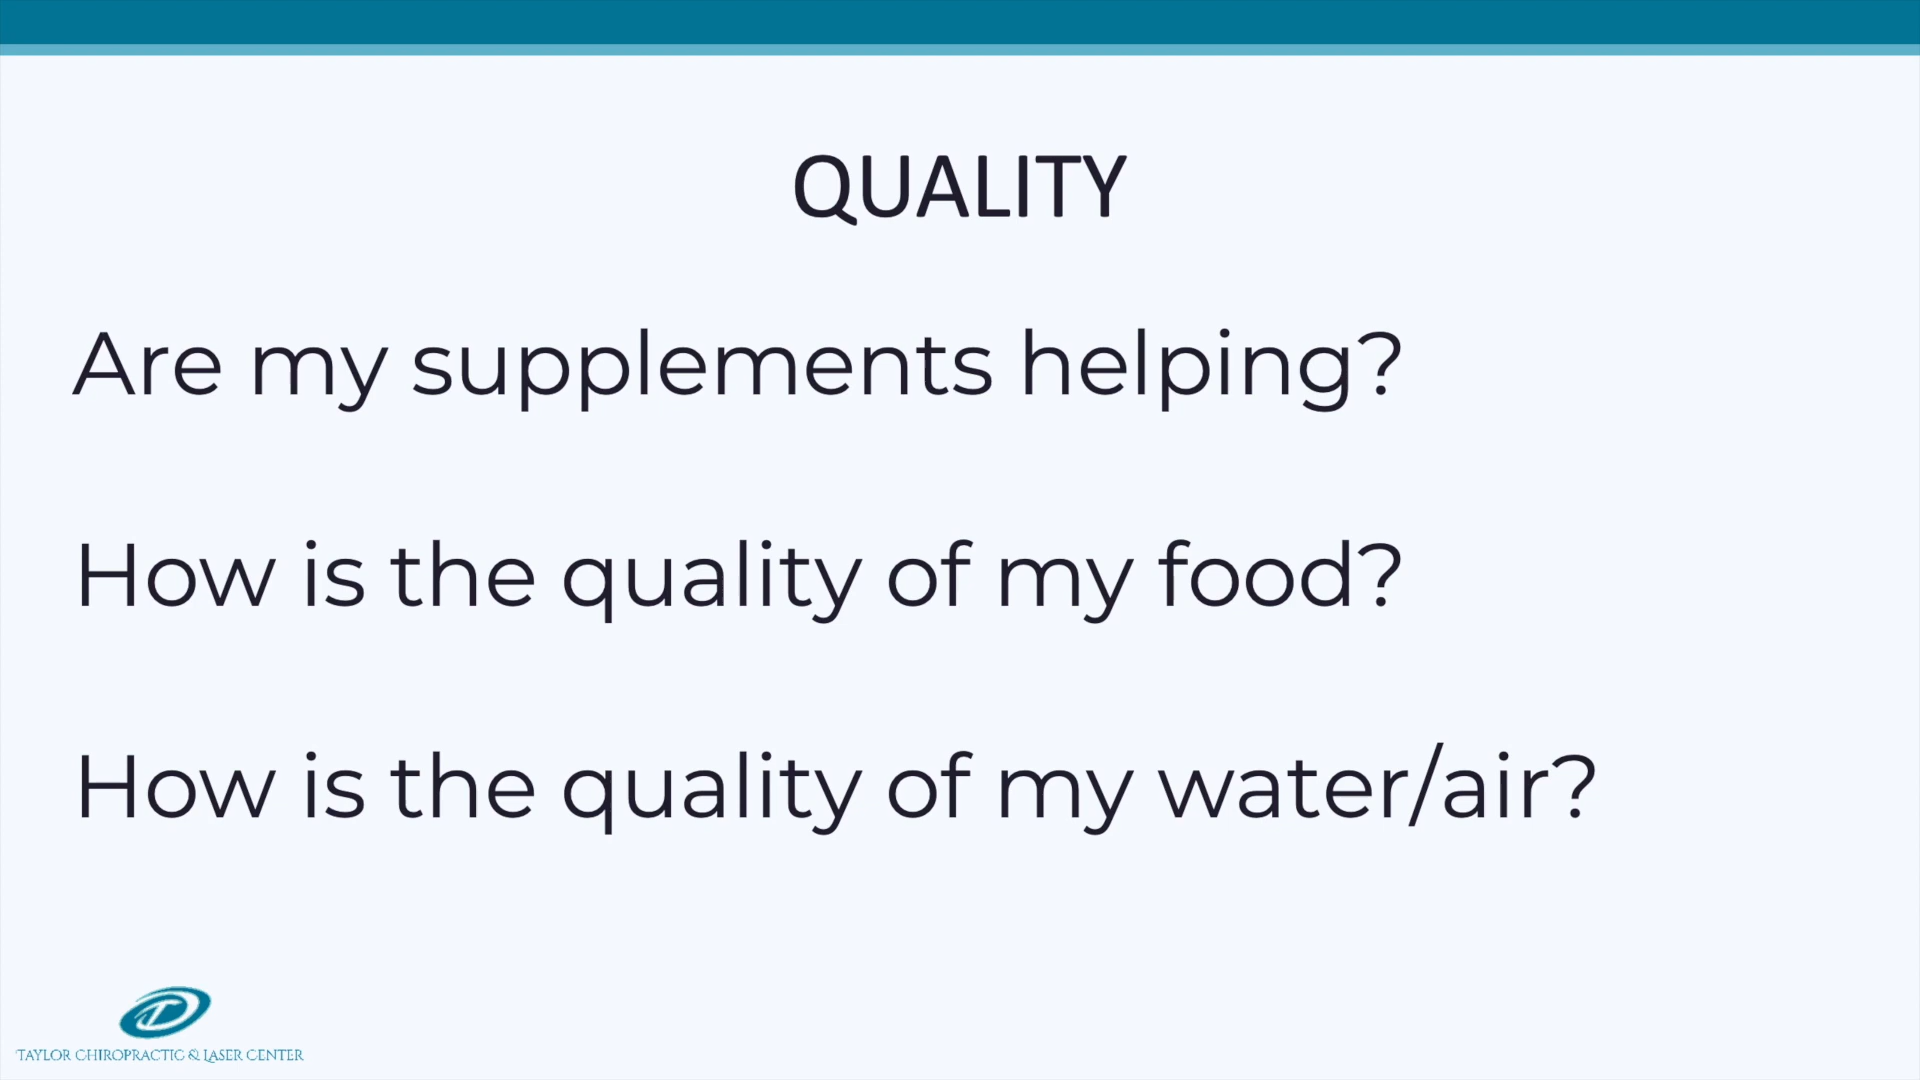 QUALITY
Are my supplements helping?
How is the quality of my food?
How is the quality of my water/air?
TAYLOR CHIROPRACTIC & LASER CENTER